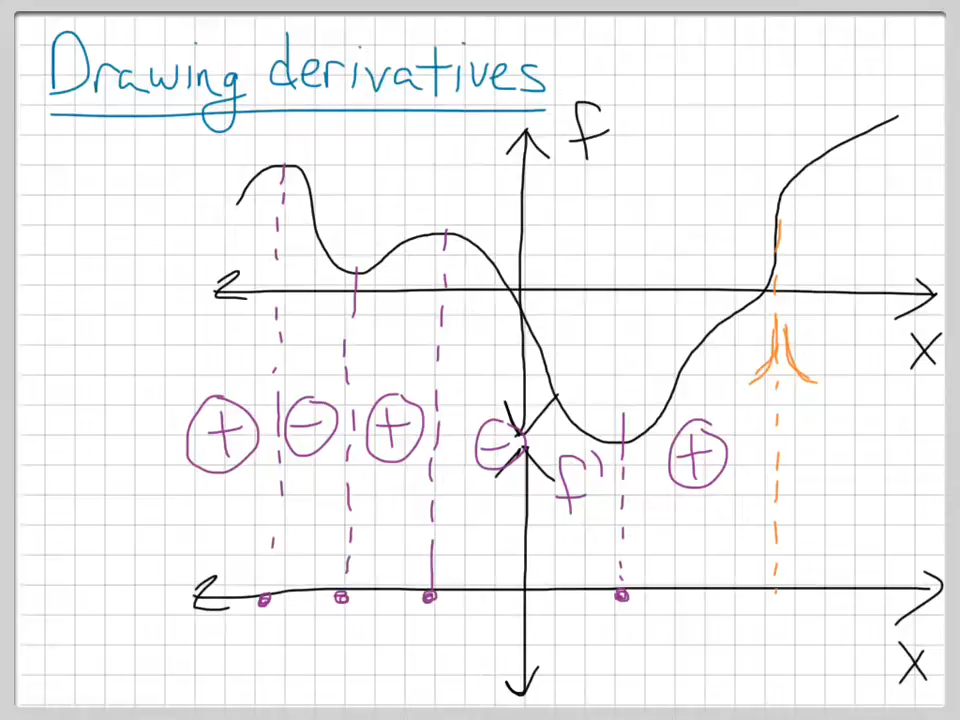 Drawing derivatives
f
x
+ - + - f' +
x